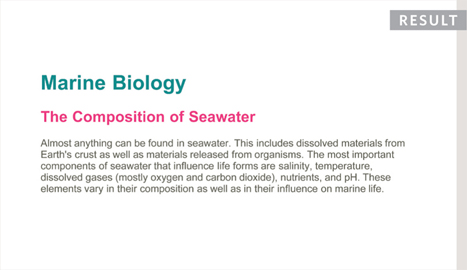 RESULT
Marine Biology
The Composition of Seawater
Almost anything can be found in seawater. This includes dissolved materials from
Earth's crust as well as materials released from organisms. The most important
components of seawater that influence life forms are salinity, temperature,
dissolved gases (mostly oxygen and carbon dioxide), nutrients, and pH. These
elements vary in their composition as well as in their influence on marine life.